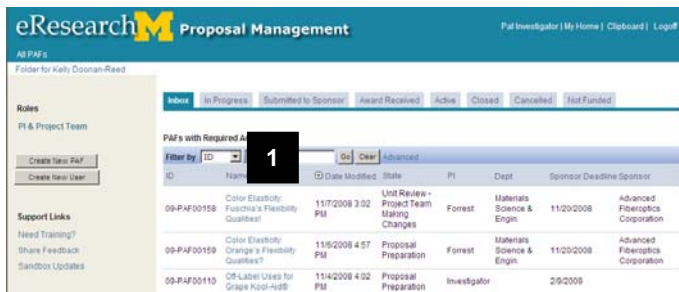 eResearch M Proposal Management
Pat Investigator | My Home | Clipboard | Logoff
All PAFs
Folder for Kelly Doonan-Reed
Roles
PI & Project Team
Create New PAF
Create New User
Support Links
Need Training?
Share Feedback
Sandbox Updates
Inbox In Progress Submitted to Sponsor Award Received Active Closed Cancelled Not Funded
PAFs with Required
1
Filter by ID Go Clear Advanced
ID Name Date Modified State PI Dept Sponsor Deadline Sponsor
09-PAF00158 Color Elasticity: Fuschia's Flexibility Qualities! 11/7/2008 3:02 PM Unit Review - Project Team Making Changes Forrest Materials Science & Engin. 11/20/2008 Advanced Fiberoptics Corporation
09-PAF00159 Color Elasticity: Orange's Flexibility Qualities? 11/6/2008 4:57 PM Proposal Preparation Forrest Materials Science & Engin. 11/20/2008 Advanced Fiberoptics Corporation
09-PAF00110 Off-Label Uses for Grape Kool-Aid® 11/4/2008 4:02 PM Proposal Preparation Investigator 2/9/2009